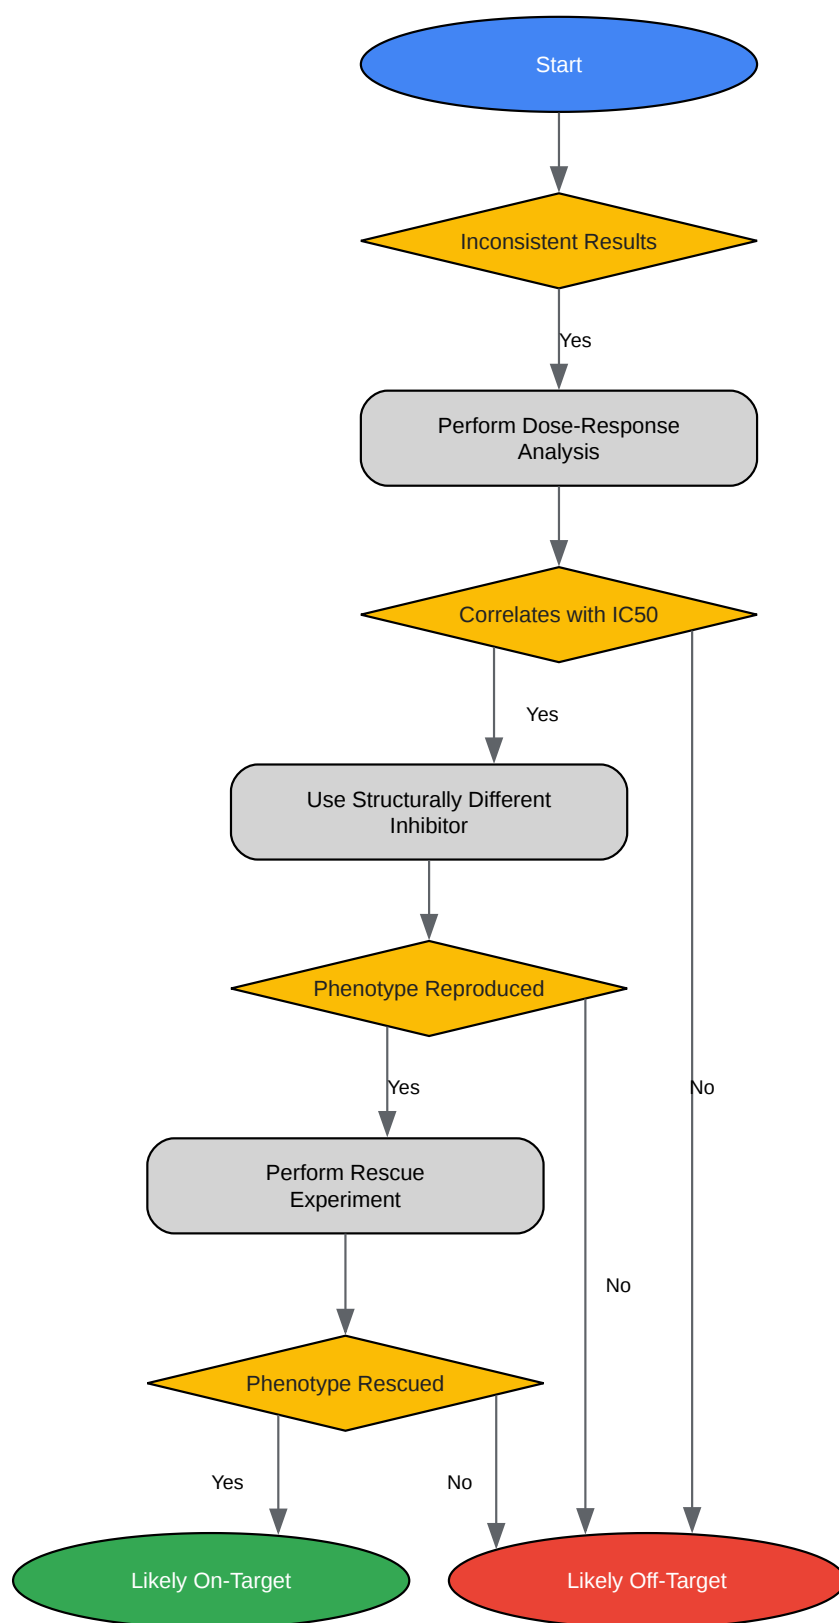 Start
Inconsistent Results
Yes
Perform Dose-Response
Analysis
Correlates with IC50
Yes
Use Structurally Different
Inhibitor
Phenotype Reproduced
Yes
No
Perform Rescue
Experiment
No
Phenotype Rescued
Yes
No
Likely On-Target
Likely Off-Target